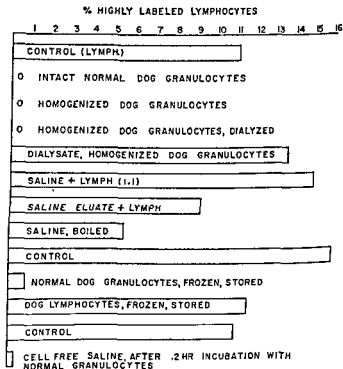 % HIGHLY LABELED LYMPHOCYTES
1 2 3 4 5 6 7 8 9 10 11 12 13 14 15 16
CONTROL (LYMPH.)
0 INTACT NORMAL DOG GRANULOCYTES
0 HOMOGENIZED DOG GRANULOCYTES
0 HOMOGENIZED DOG GRANULOCYTES, DIALYZED
DIALYSATE, HOMOGENIZED DOG GRANULOCYTES
SALINE + LYMPH (1,1)
SALINE ELUATE + LYMPH
SALINE, BOILED
CONTROL
NORMAL DOG GRANULOCYTES, FROZEN, STORED
DOG LYMPHOCYTES, FROZEN, STORED
CONTROL
CELL FREE SALINE, AFTER .2 HR INCUBATION WITH
NORMAL GRANULOCYTES